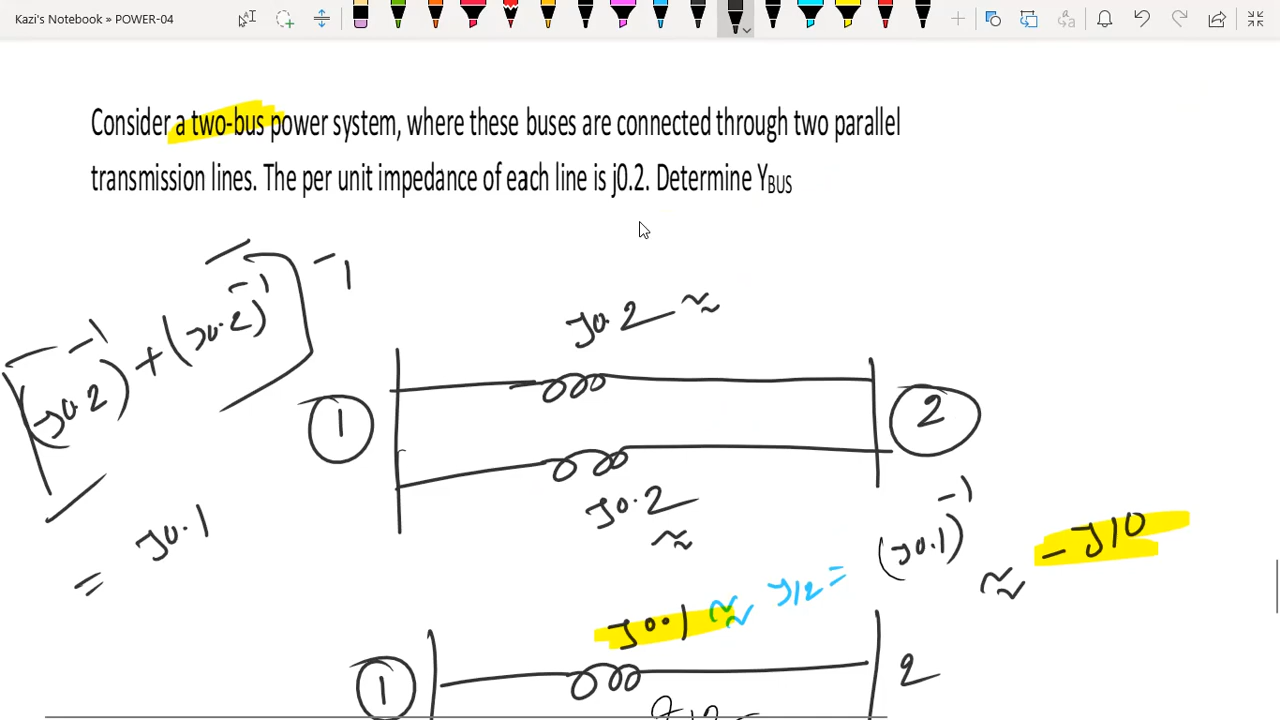 Kazi's Notebook » POWER-04
Consider a two-bus power system, where these buses are connected through two parallel
transmission lines. The per unit impedance of each line is j0.2. Determine YBUS
[(j0.2)⁻¹ + (j0.2)⁻¹]⁻¹
= j0.1
j0.2 ≈
1
2
j0.2
≈
j0.1 ≈ y12 = (j0.1)⁻¹ ≈ -j10
1
2